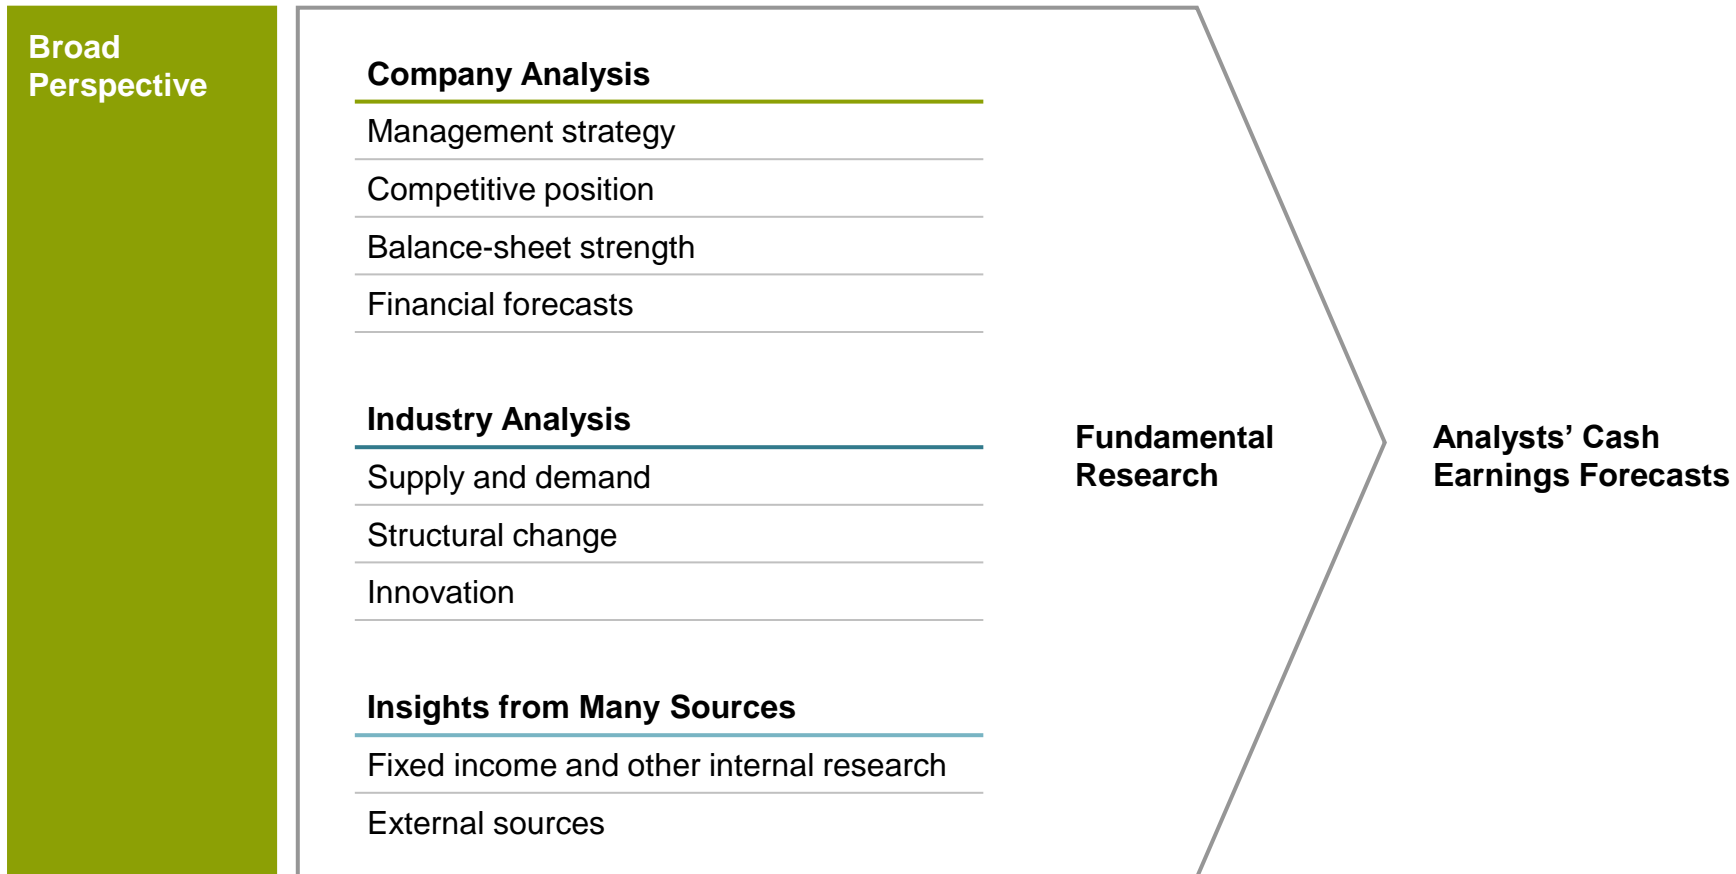 Broad
Perspective
Company Analysis
Management strategy
Competitive position
Balance-sheet strength
Financial forecasts
Industry Analysis
Supply and demand
Structural change
Innovation
Insights from Many Sources
Fixed income and other internal research
External sources
Fundamental
Research
Analysts’ Cash
Earnings Forecasts